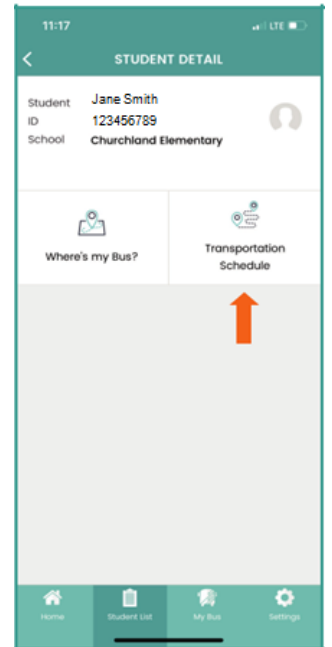 11:17 LTE
STUDENT DETAIL
Student Jane Smith
ID 123456789
School Churchland Elementary
Where's my Bus?
Transportation
Schedule
Home Student List My Bus Settings